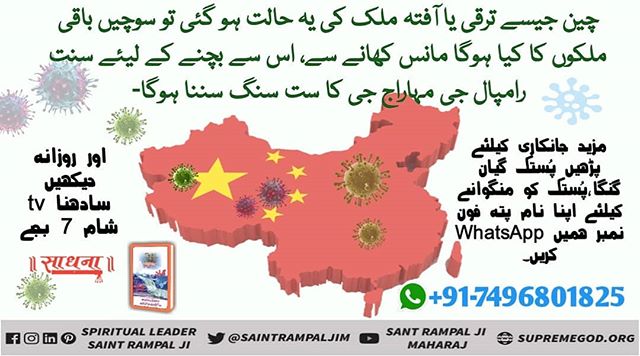 چین جیسے ترقی یا آفتہ ملک کی یہ حالت ہو گئی تو سوچیں باقی
ملکوں کا کیا ہوگا مانس کھانے سے، اس سے بچنے کے لیئے سنت
رامپال جی مہاراج جی کا ست سنگ سننا ہوگا-
اور روزانہ
دیکھیں
سادھنا tv
شام 7 بجے
॥साधना॥
مزید جانکاری کیلئے
پڑھیں پُستک گیان
گنگا،پُستک کو منگوانے
کیلئے اپنا نام پتہ فون
نمبر ھمیں WhatsApp
کریں۔
+91-7496801825
SPIRITUAL LEADER
SAINT RAMPAL JI
@SAINTRAMPALJIM
SANT RAMPAL JI
MAHARAJ
SUPREMEGOD.ORG